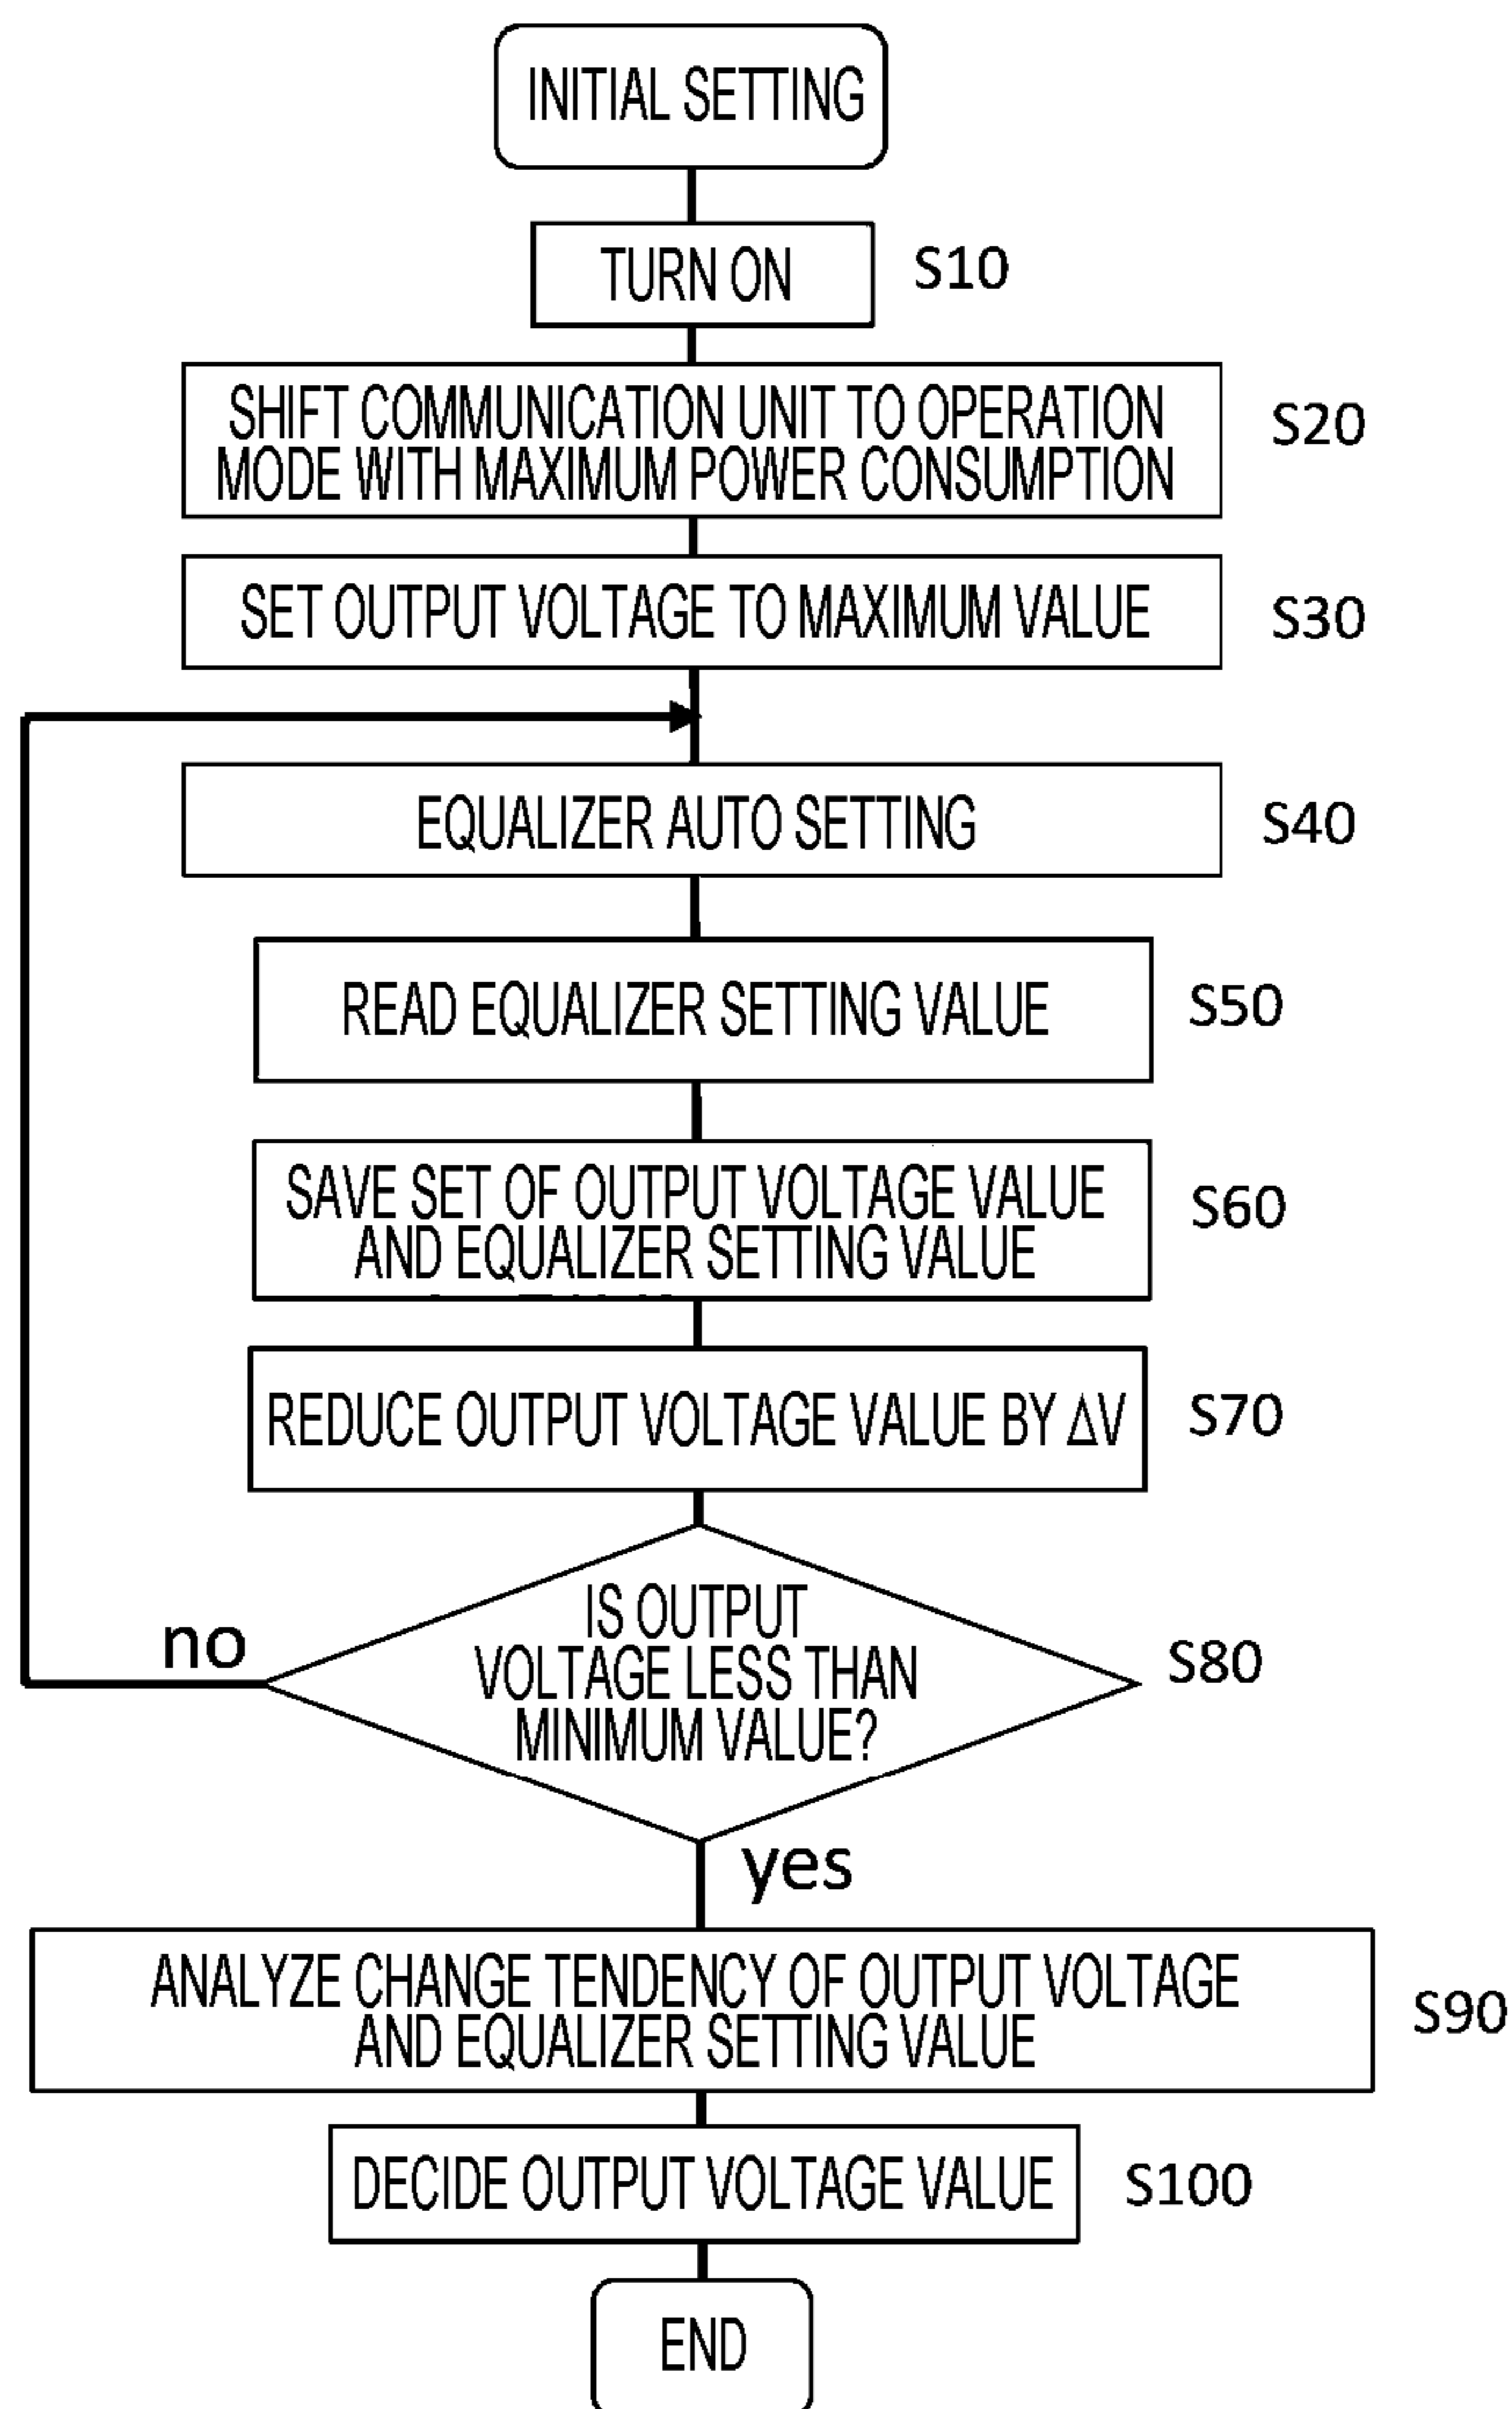 INITIAL SETTING
TURN ON
S10
SHIFT COMMUNICATION UNIT TO OPERATION
MODE WITH MAXIMUM POWER CONSUMPTION
S20
SET OUTPUT VOLTAGE TO MAXIMUM VALUE
S30
EQUALIZER AUTO SETTING
S40
READ EQUALIZER SETTING VALUE
S50
SAVE SET OF OUTPUT VOLTAGE VALUE
AND EQUALIZER SETTING VALUE
S60
REDUCE OUTPUT VOLTAGE VALUE BY ΔV
S70
IS OUTPUT
VOLTAGE LESS THAN
MINIMUM VALUE?
S80
no
yes
ANALYZE CHANGE TENDENCY OF OUTPUT VOLTAGE
AND EQUALIZER SETTING VALUE
S90
DECIDE OUTPUT VOLTAGE VALUE
S100
END